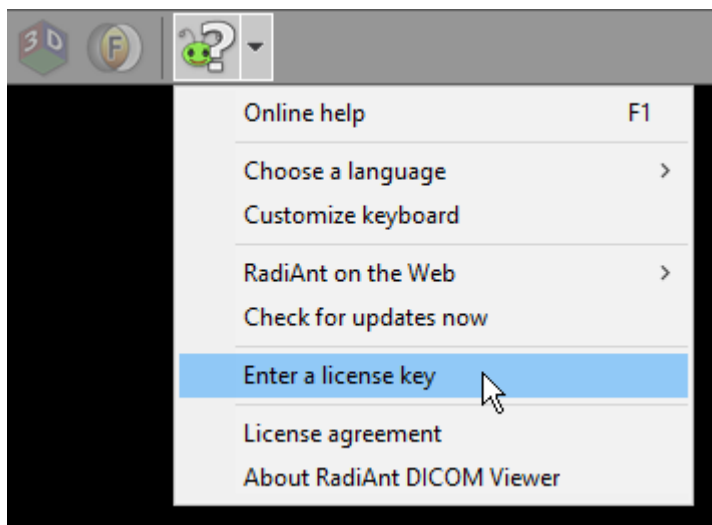 3D F
Online help F1
Choose a language
Customize keyboard
RadiAnt on the Web
Check for updates now
Enter a license key
License agreement
About RadiAnt DICOM Viewer